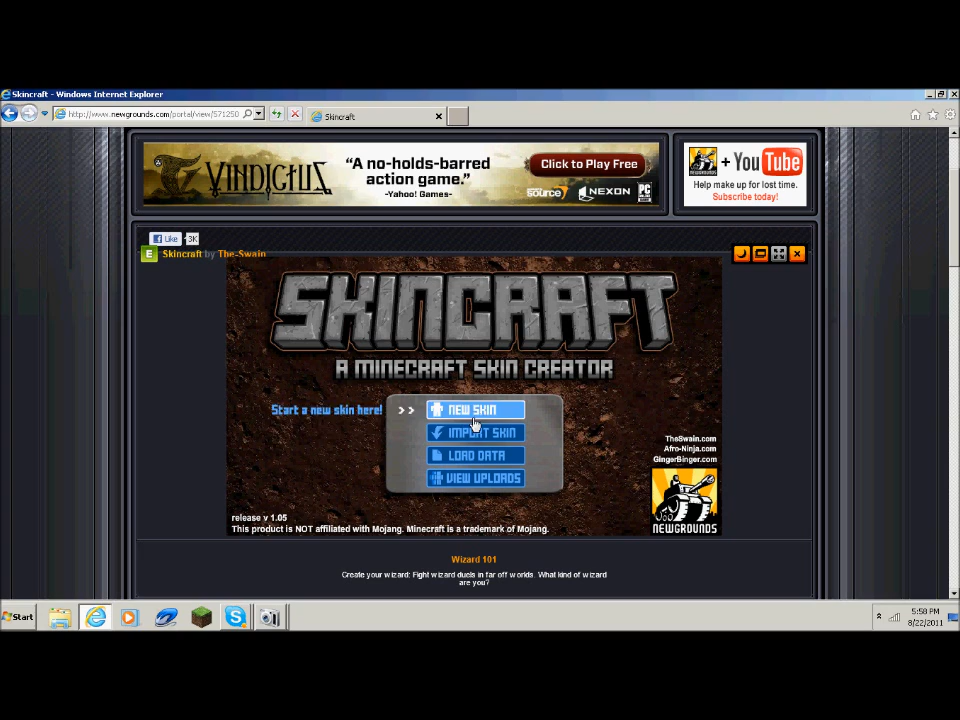 Skincraft - Windows Internet Explorer
http://www.newgrounds.com/portal/view/571250
Skincraft
VINDICTUS
"A no-holds-barred
action game."
-Yahoo! Games-
Click to Play Free
Source
NEXON
PC
+ You Tube
Help make up for lost time.
Subscribe today!
Like
3K
E
Skincraft by The-Swain
SKINCRAFT
A MINECRAFT SKIN CREATOR
Start a new skin here!
>>
NEW SKIN
IMPORT SKIN
LOAD DATA
VIEW UPLOADS
TheSwain.com
Afro-Ninja.com
GingerBinger.com
NEWGROUNDS
release v 1.05
This product is NOT affiliated with Mojang. Minecraft is a trademark of Mojang.
Wizard 101
Create your wizard: Fight wizard duels in far off worlds. What kind of wizard
are you?
Start
5:58 PM
8/22/2011